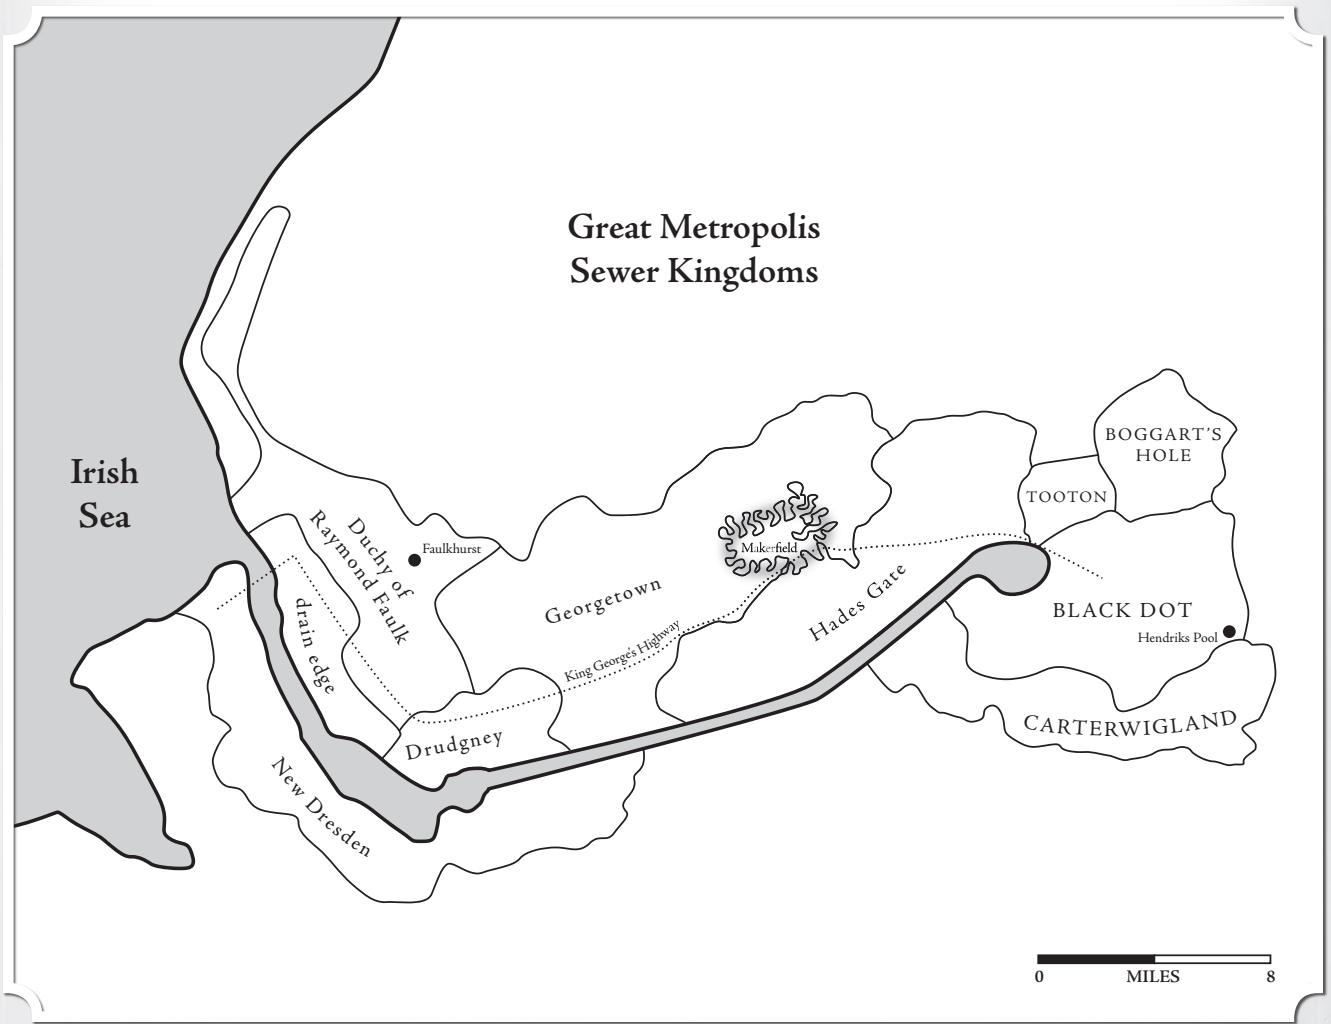 Great Metropolis
Sewer Kingdoms
Irish
Sea
BOGGART'S
HOLE
TOOTON
Duchy of
Raymond Faulk
Faulkhurst
Makerfield
Georgetown
Hades Gate
drain edge
King George's Highway
BLACK DOT
Hendriks Pool
Drudgney
CARTERWIGLAND
New Dresden
0 MILES 8